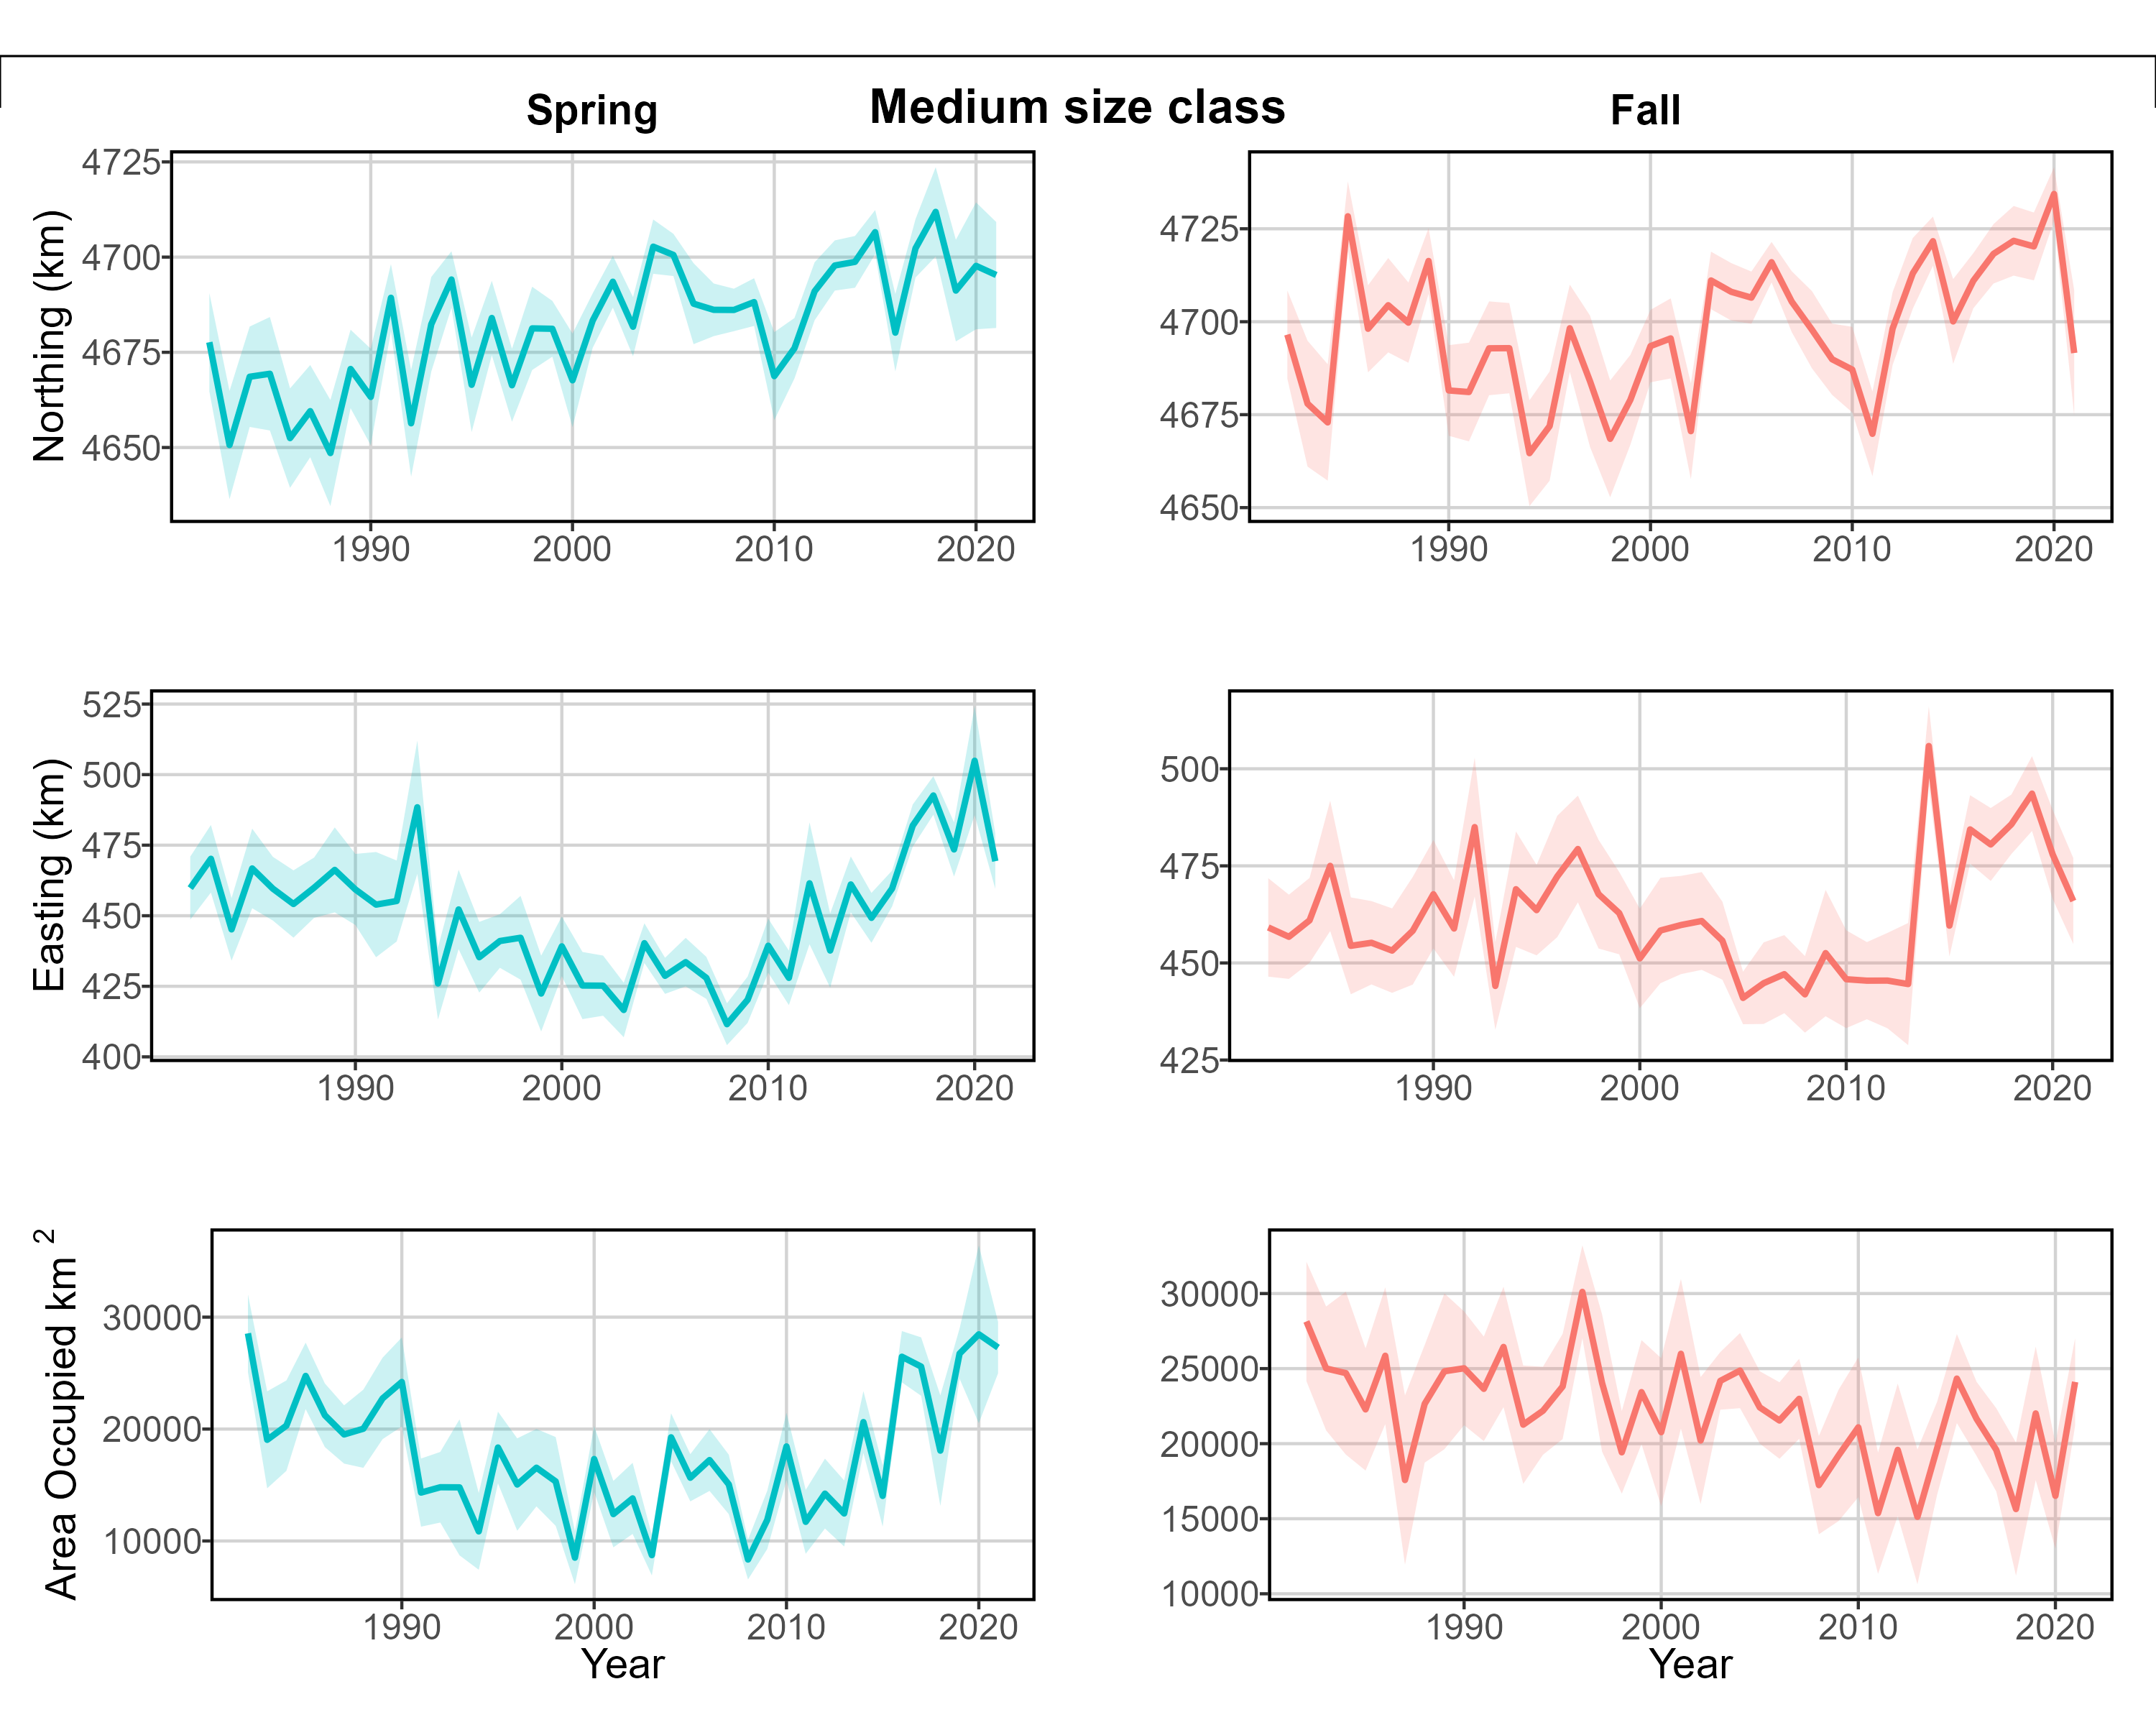 Medium size class
Spring
Fall
Northing (km)
4725
4700
4675
4650
1990 2000 2010 2020
4725
4700
4675
4650
1990 2000 2010 2020
Easting (km)
525
500
475
450
425
400
1990 2000 2010 2020
500
475
450
425
1990 2000 2010 2020
Area Occupied km 2
30000
20000
10000
1990 2000 2010 2020
Year
30000
25000
20000
15000
10000
1990 2000 2010 2020
Year